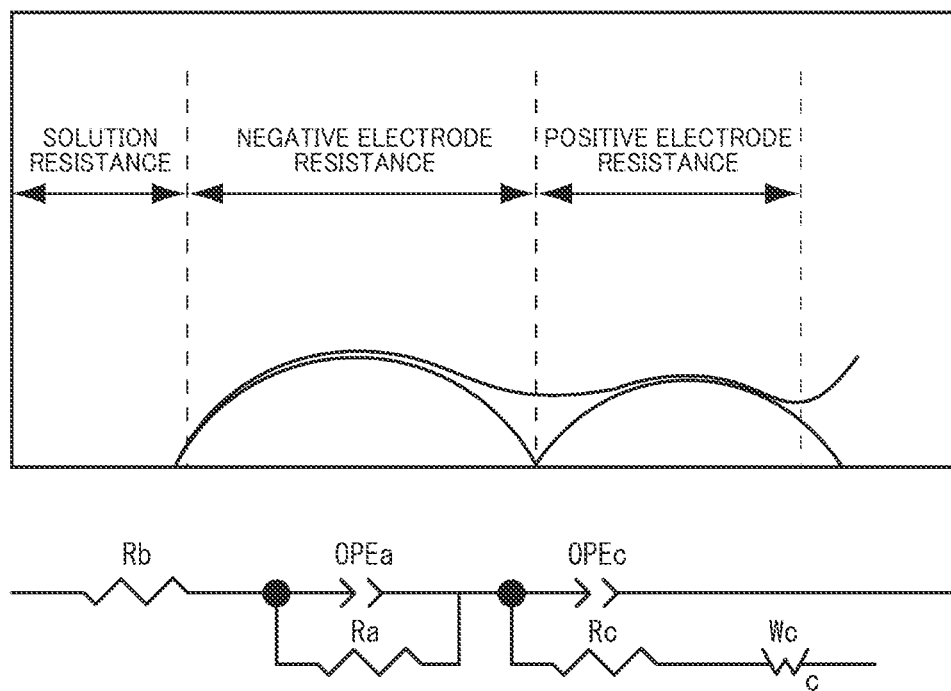 SOLUTION
RESISTANCE
NEGATIVE ELECTRODE
RESISTANCE
POSITIVE ELECTRODE
RESISTANCE
Rb
OPEa
OPEc
Ra
Rc
Wc
c